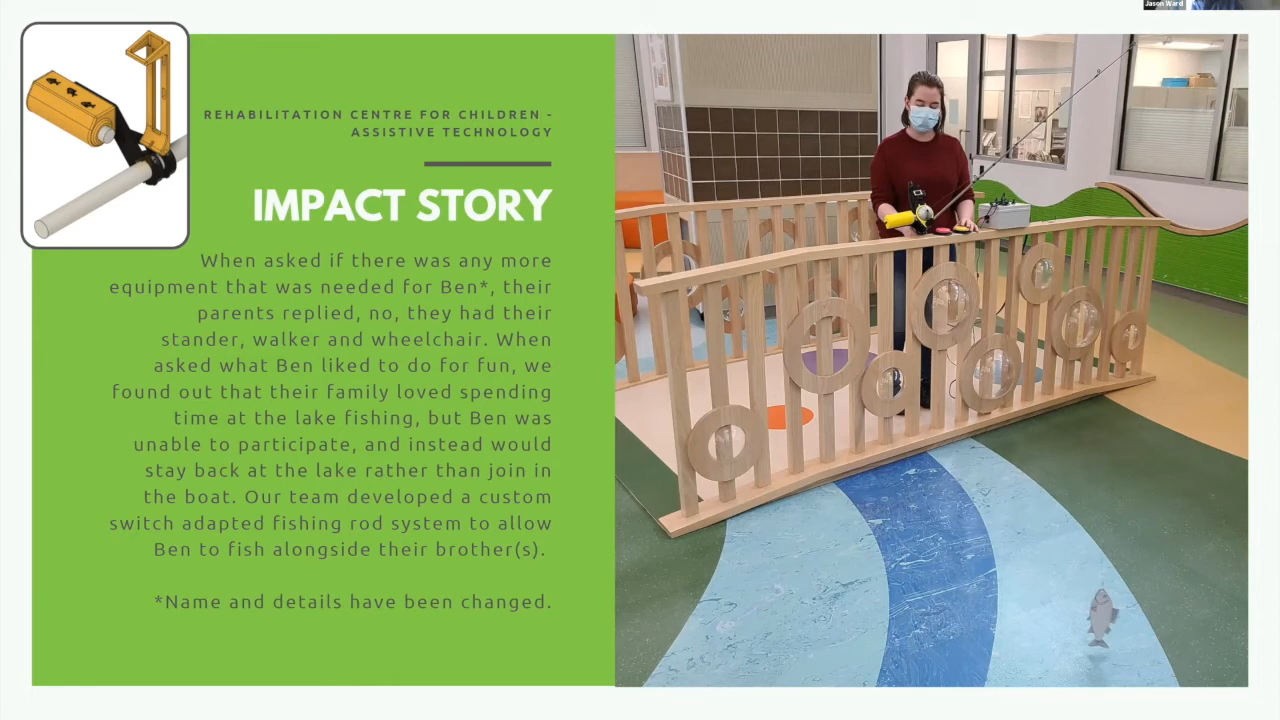 Jason Ward
REHABILITATION CENTRE FOR CHILDREN -
ASSISTIVE TECHNOLOGY
IMPACT STORY
When asked if there was any more
equipment that was needed for Ben*, their
parents replied, no, they had their
stander, walker and wheelchair. When
asked what Ben liked to do for fun, we
found out that their family loved spending
time at the lake fishing, but Ben was
unable to participate, and instead would
stay back at the lake rather than join in
the boat. Our team developed a custom
switch adapted fishing rod system to allow
Ben to fish alongside their brother(s).
*Name and details have been changed.